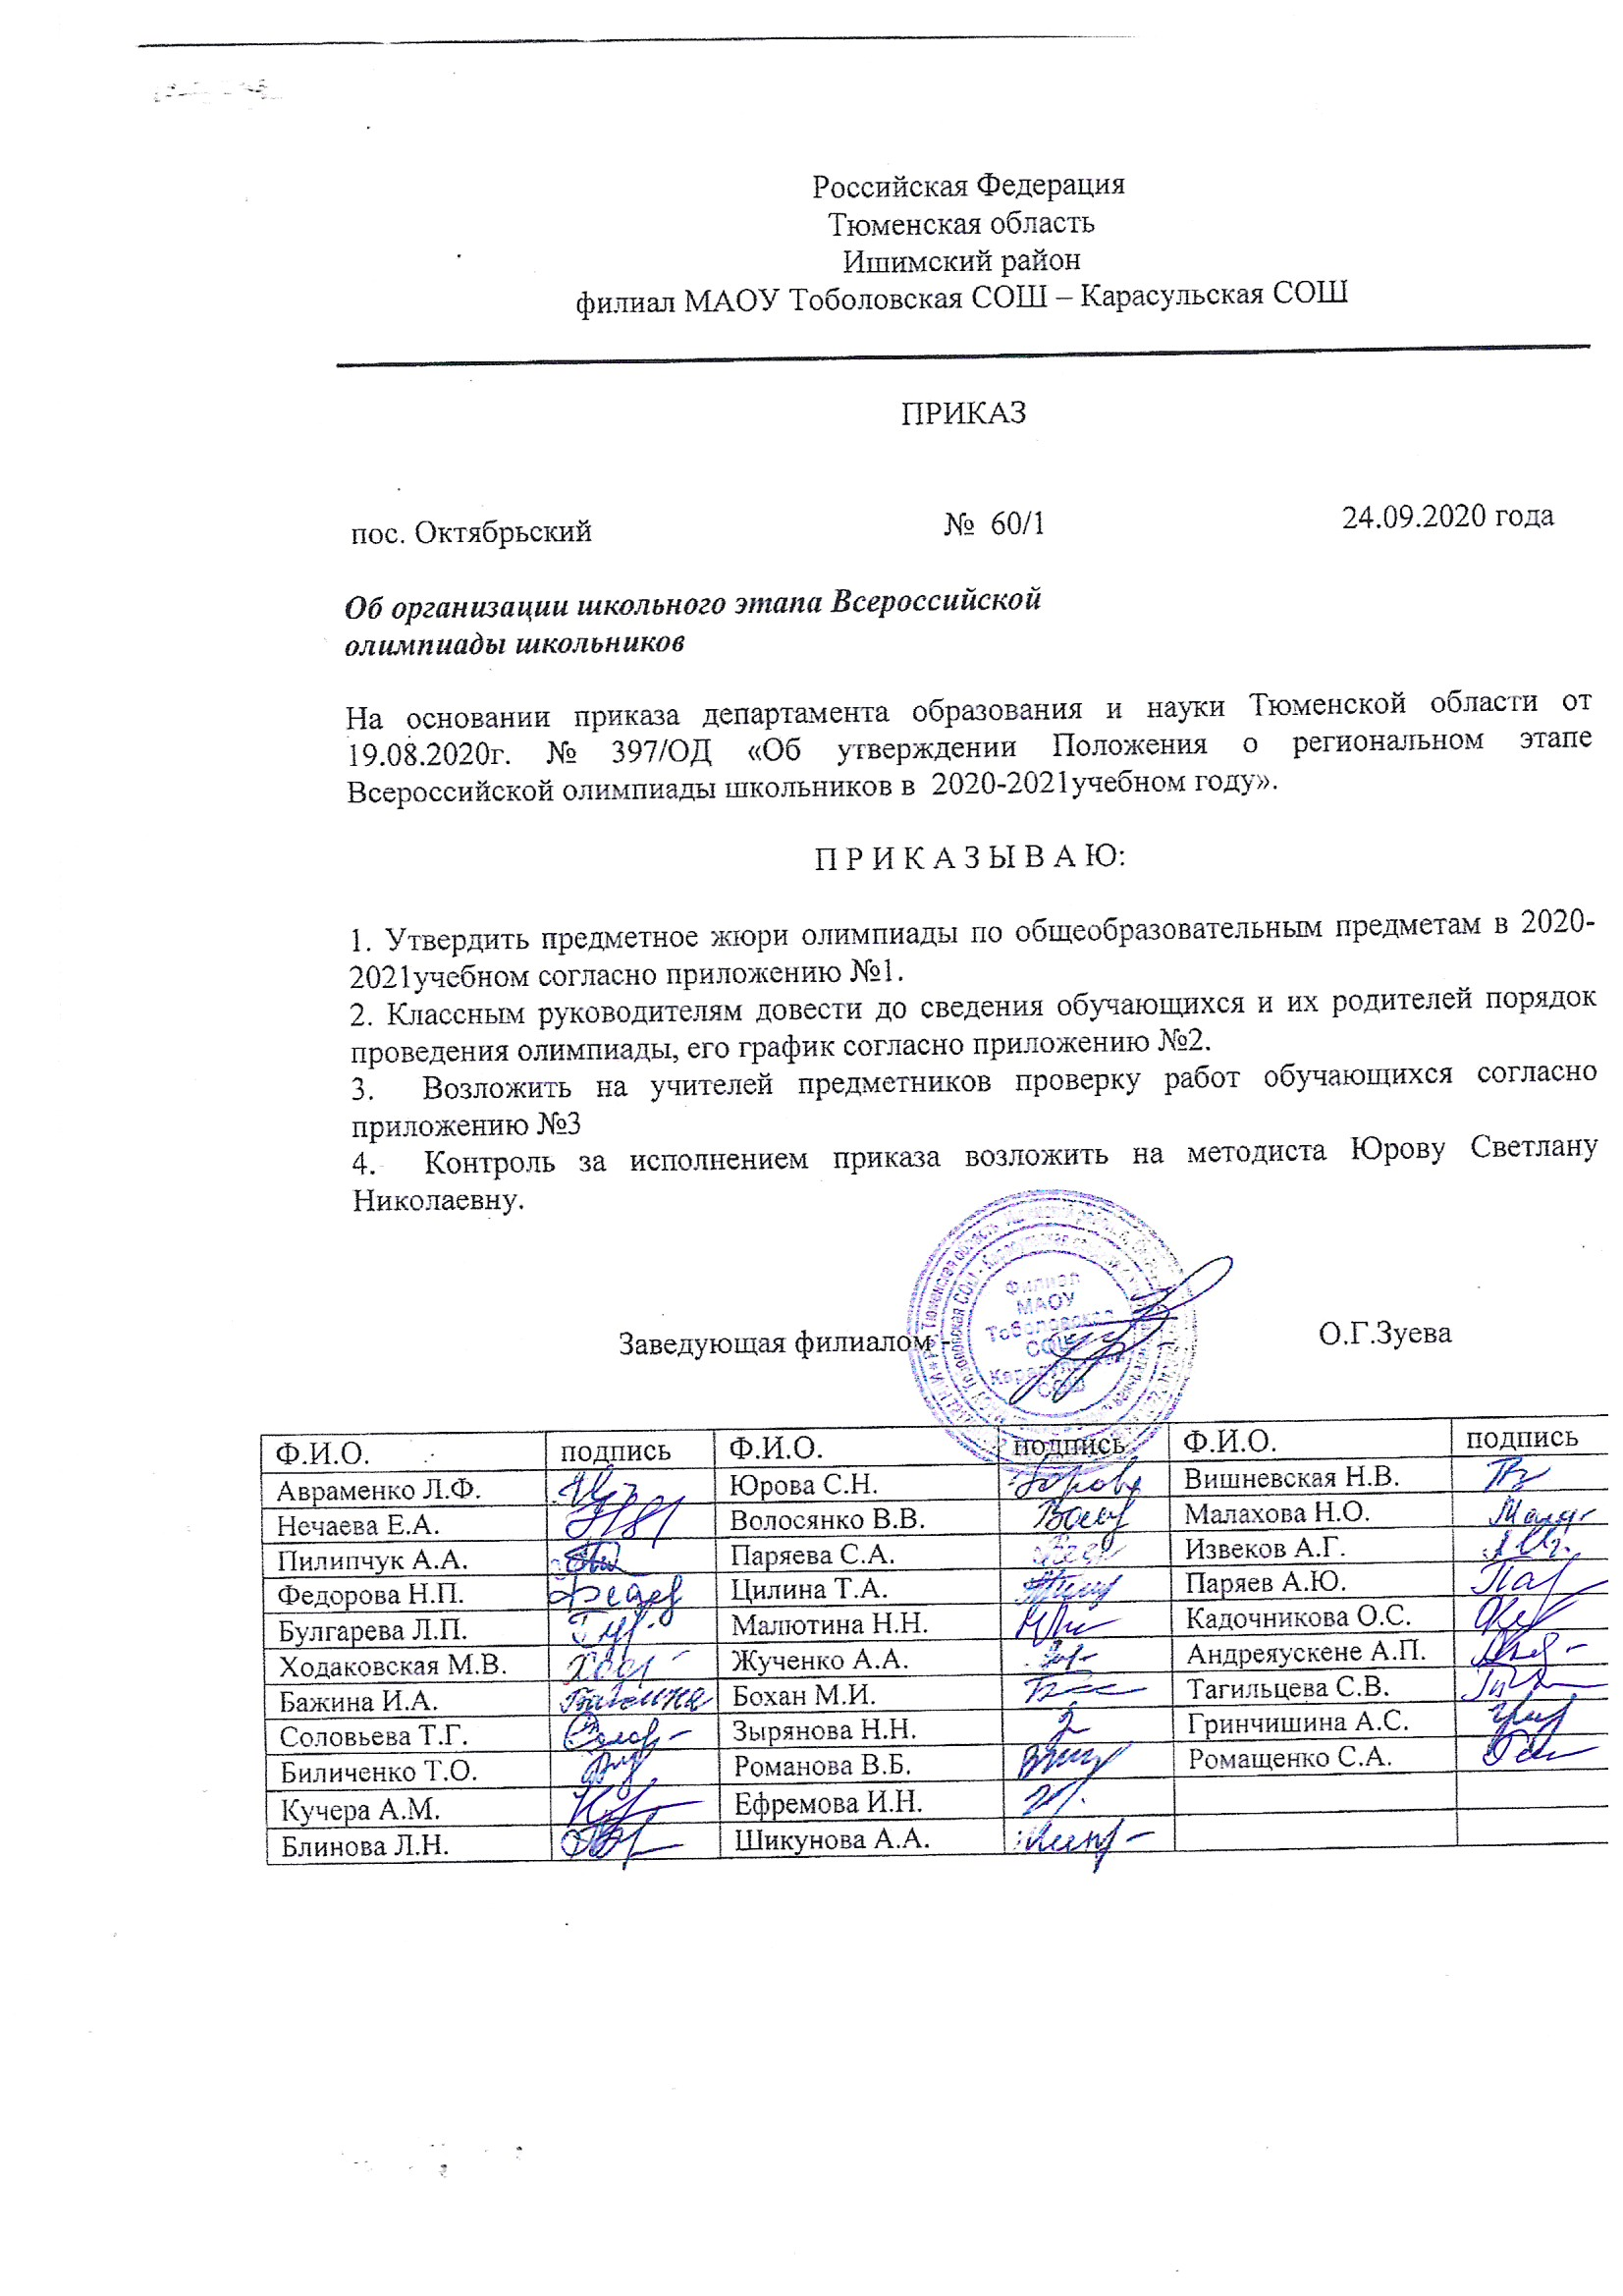 Российская Федерация
Тюменская область
Ишимский район
филиал МАОУ Тоболовская СОШ – Карасульская СОШ
ПРИКАЗ
пос. Октябрьский № 60/1 24.09.2020 года
Об организации школьного этапа Всероссийской
олимпиады школьников
На основании приказа департамента образования и науки Тюменской области от
19.08.2020г. № 397/ОД «Об утверждении Положения о региональном этапе
Всероссийской олимпиады школьников в 2020-2021учебном году».
П Р И К А З Ы В А Ю:
1. Утвердить предметное жюри олимпиады по общеобразовательным предметам в 2020-
2021учебном согласно приложению №1.
2. Классным руководителям довести до сведения обучающихся и их родителей порядок
проведения олимпиады, его график согласно приложению №2.
3. Возложить на учителей предметников проверку работ обучающихся согласно
приложению №3
4. Контроль за исполнением приказа возложить на методиста Юрову Светлану
Николаевну.
Филиал
МАОУ
Тоболовская
СОШ
Карасульская
СОШ
Заведующая филиалом - О.Г.Зуева
Ф.И.О. подпись Ф.И.О. подпись Ф.И.О. подпись
Авраменко Л.Ф. Юрова С.Н. Вишневская Н.В.
Нечаева Е.А. Волосянко В.В. Малахова Н.О.
Пилипчук А.А. Паряева С.А. Извеков А.Г.
Федорова Н.П. Цилина Т.А. Паряев А.Ю.
Булгарева Л.П. Малютина Н.Н. Кадочникова О.С.
Ходаковская М.В. Жученко А.А. Андреяускене А.П.
Бажина И.А. Бохан М.И. Тагильцева С.В.
Соловьева Т.Г. Зырянова Н.Н. Гринчишина А.С.
Биличенко Т.О. Романова В.Б. Ромащенко С.А.
Кучера А.М. Ефремова И.Н.
Блинова Л.Н. Шикунова А.А.